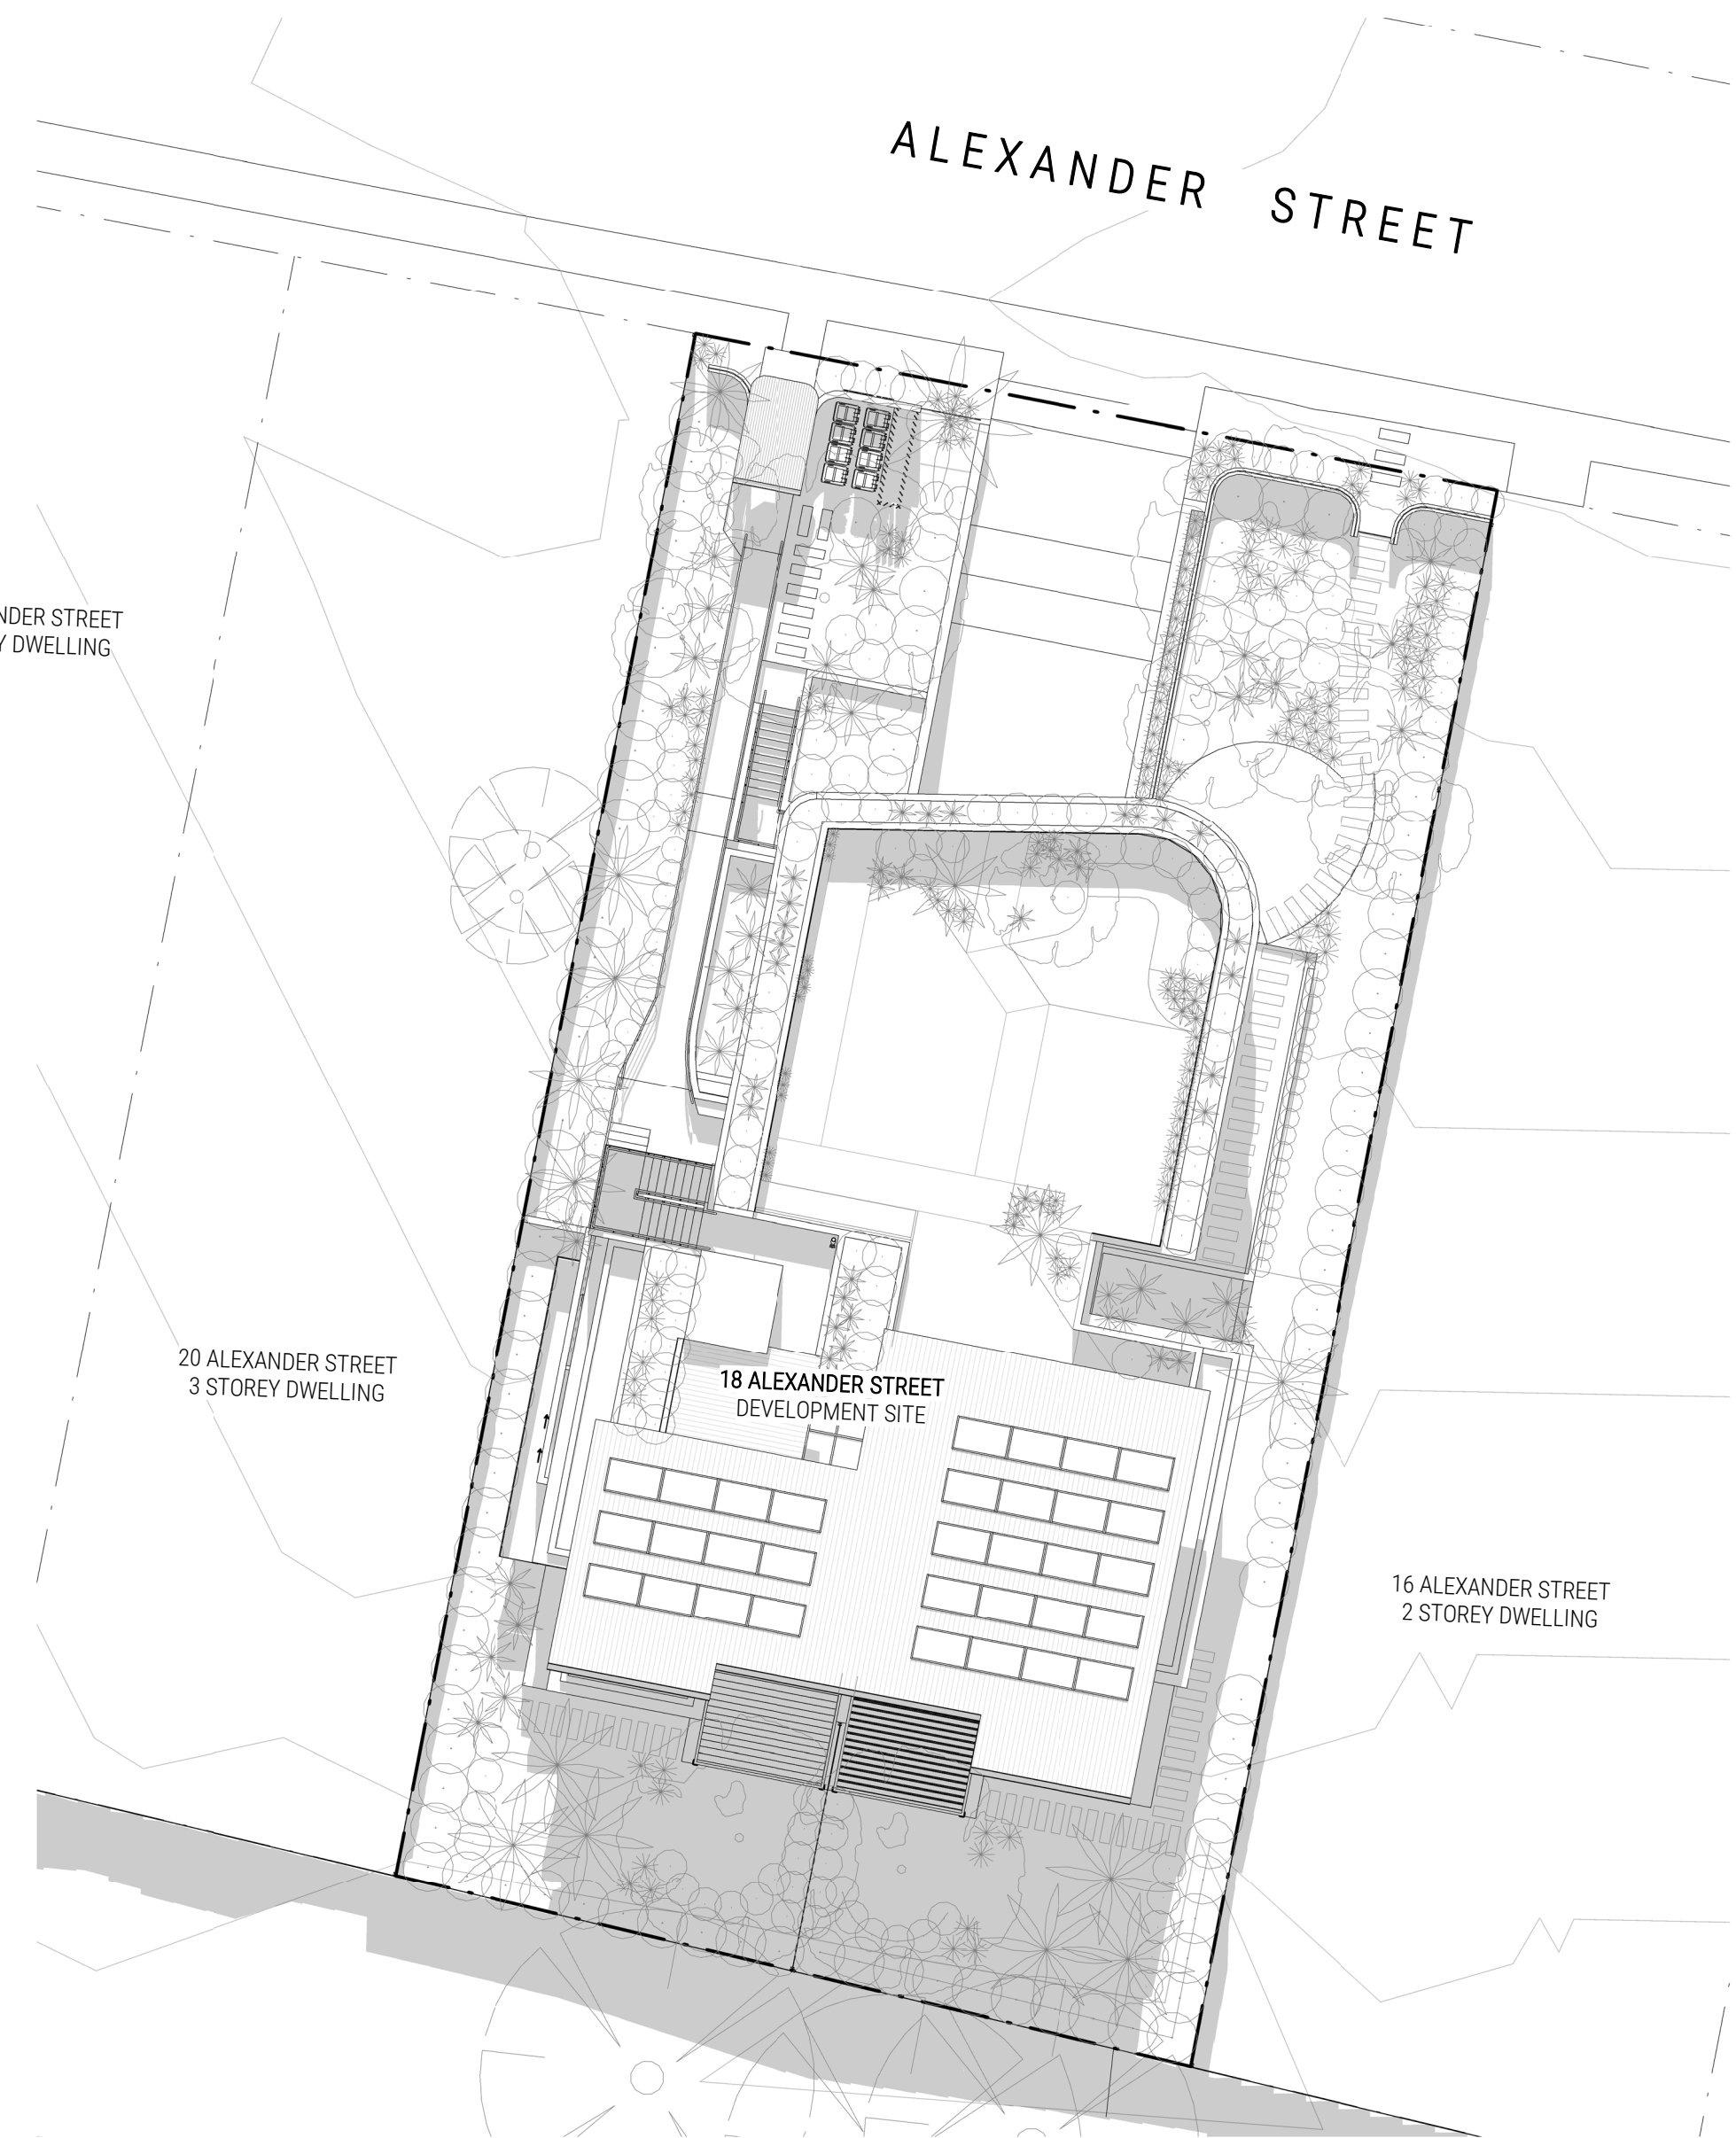 ALEXANDER STREET
NDER STREET
Y DWELLING
20 ALEXANDER STREET
3 STOREY DWELLING
18 ALEXANDER STREET
DEVELOPMENT SITE
16 ALEXANDER STREET
2 STOREY DWELLING